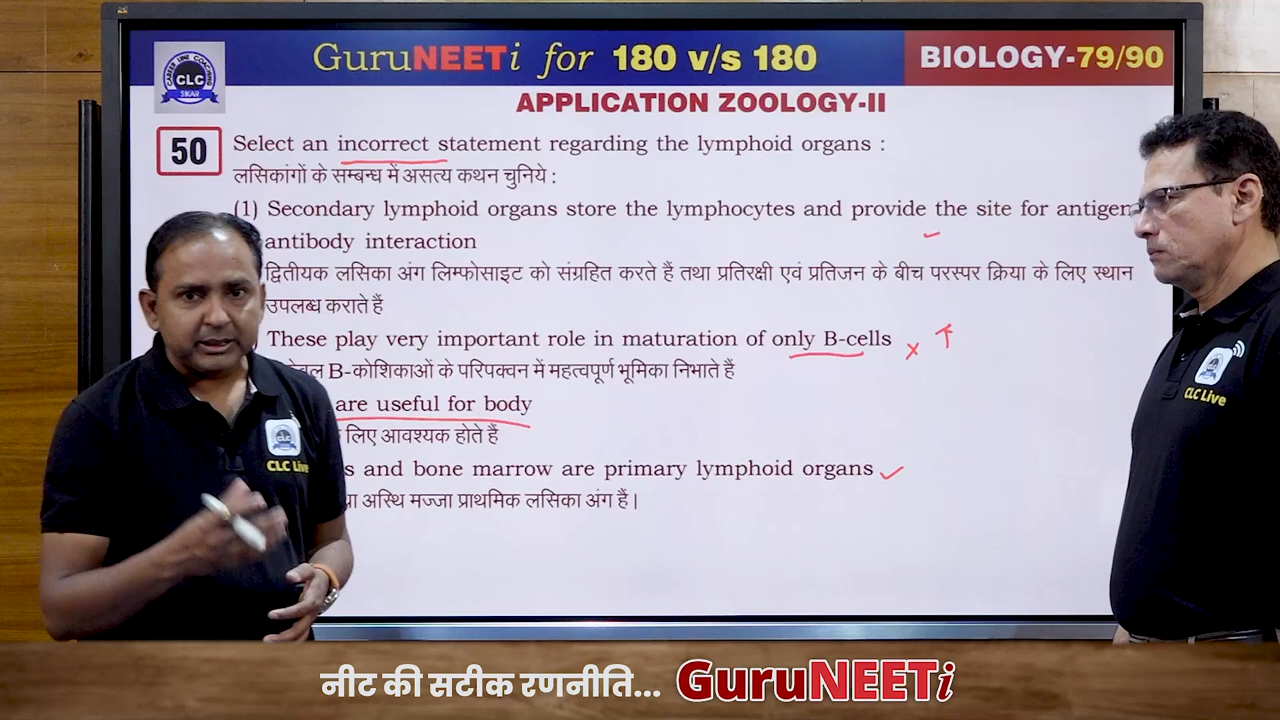 GuruNEETi for 180 v/s 180
BIOLOGY-79/90
CLC
SIKAR
APPLICATION ZOOLOGY-II
50
Select an incorrect statement regarding the lymphoid organs :
लसिकांगों के सम्बन्ध में असत्य कथन चुनिये :
(1) Secondary lymphoid organs store the lymphocytes and provide the site for antigen
antibody interaction
द्वितीयक लसिका अंग लिम्फोसाइट को संग्रहित करते हैं तथा प्रतिरक्षी एवं प्रतिजन के बीच परस्पर क्रिया के लिए स्थान
उपलब्ध कराते हैं
These play very important role in maturation of only B-cells
B-कोशिकाओं के परिपक्वन में महत्वपूर्ण भूमिका निभाते हैं
are useful for body
लिए आवश्यक होते हैं
and bone marrow are primary lymphoid organs
अस्थि मज्जा प्राथमिक लसिका अंग हैं।
CLC Live
CLC Live
नीट की सटीक रणनीति... GuruNEETi